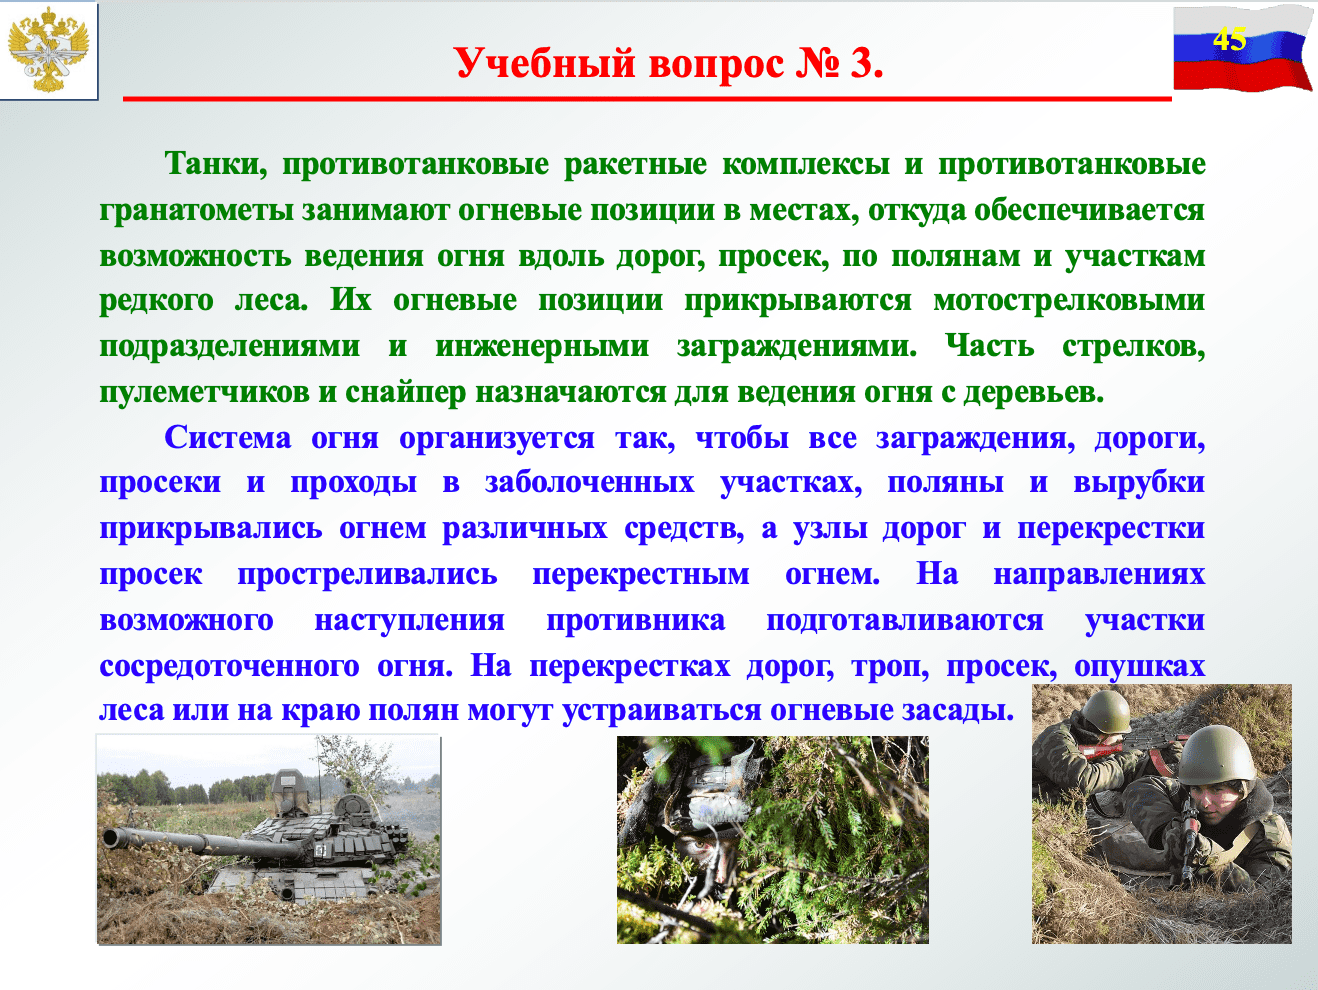 45
Учебный вопрос № 3.
Танки, противотанковые ракетные комплексы и противотанковые
гранатометы занимают огневые позиции в местах, откуда обеспечивается
возможность ведения огня вдоль дорог, просек, по полянам и участкам
редкого леса. Их огневые позиции прикрываются мотострелковыми
подразделениями и инженерными заграждениями. Часть стрелков,
пулеметчиков и снайпер назначаются для ведения огня с деревьев.
Система огня организуется так, чтобы все заграждения, дороги,
просеки и проходы в заболоченных участках, поляны и вырубки
прикрывались огнем различных средств, а узлы дорог и перекрестки
просек простреливались перекрестным огнем. На направлениях
возможного наступления противника подготавливаются участки
сосредоточенного огня. На перекрестках дорог, троп, просек, опушках
леса или на краю полян могут устраиваться огневые засады.